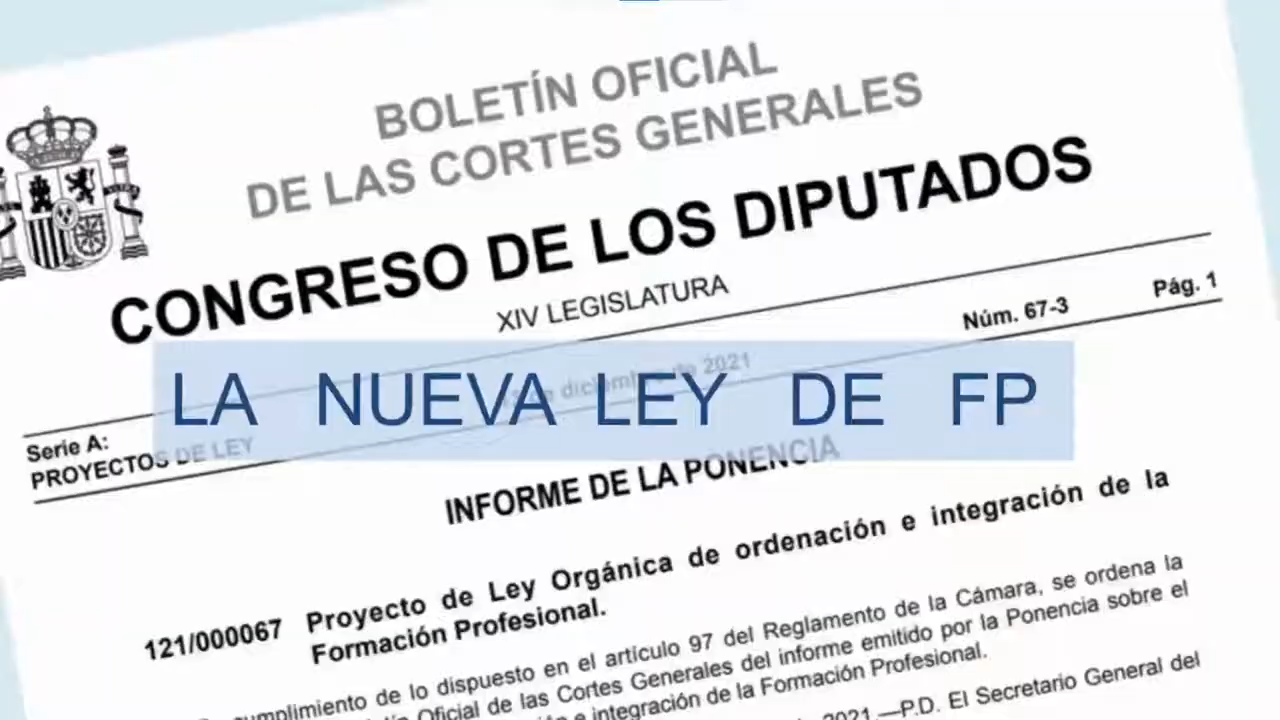 BOLETÍN OFICIAL
DE LAS CORTES GENERALES
CONGRESO DE LOS DIPUTADOS
XIV LEGISLATURA
Serie A:
PROYECTOS DE LEY
de diciembre de 2021
Núm. 67-3
Pág. 1
LA NUEVA LEY DE FP
INFORME DE LA PONENCIA
121/000067 Proyecto de Ley Orgánica de ordenación e integración de la
Formación Profesional.
de lo dispuesto en el artículo 97 del Reglamento de la Cámara, se ordena la
Oficial de las Cortes Generales del informe emitido por la Ponencia sobre el
e integración de la Formación Profesional.
2021.—P.D. El Secretario General del